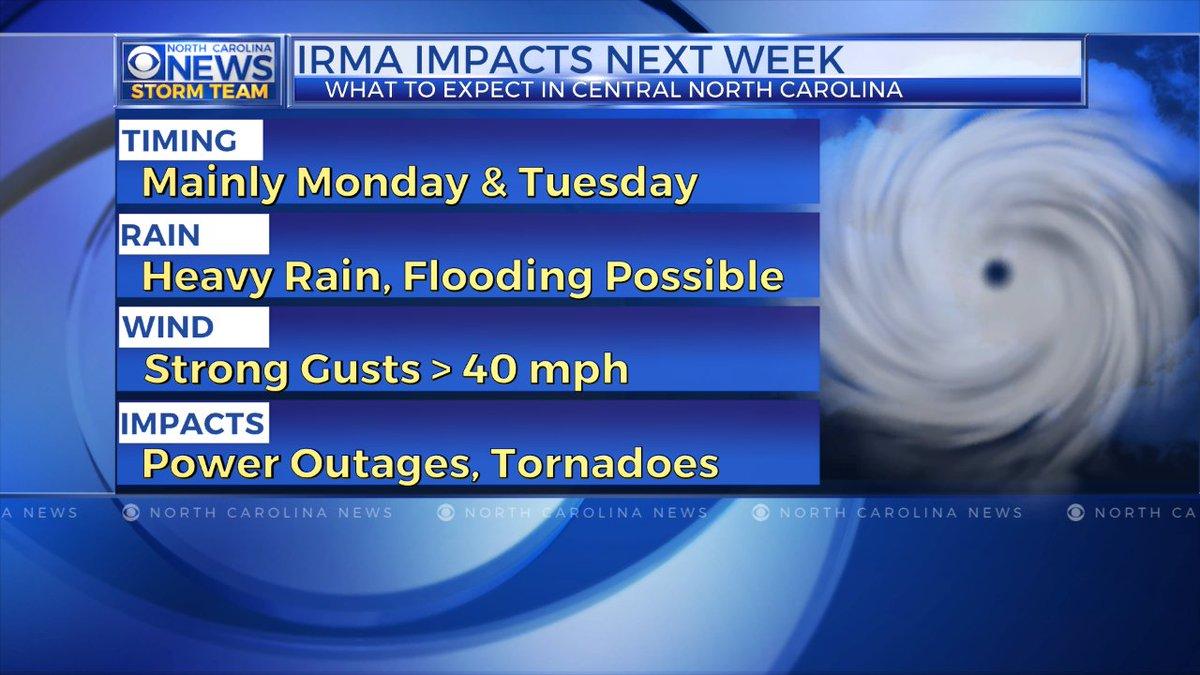 NORTH CAROLINA
NEWS
STORM TEAM
IRMA IMPACTS NEXT WEEK
WHAT TO EXPECT IN CENTRAL NORTH CAROLINA
TIMING
Mainly Monday & Tuesday
RAIN
Heavy Rain, Flooding Possible
WIND
Strong Gusts > 40 mph
IMPACTS
Power Outages, Tornadoes
A NEWS NORTH CAROLINA NEWS NORTH CAROLINA NEWS NORTH CAROLINA NEWS NORTH CA